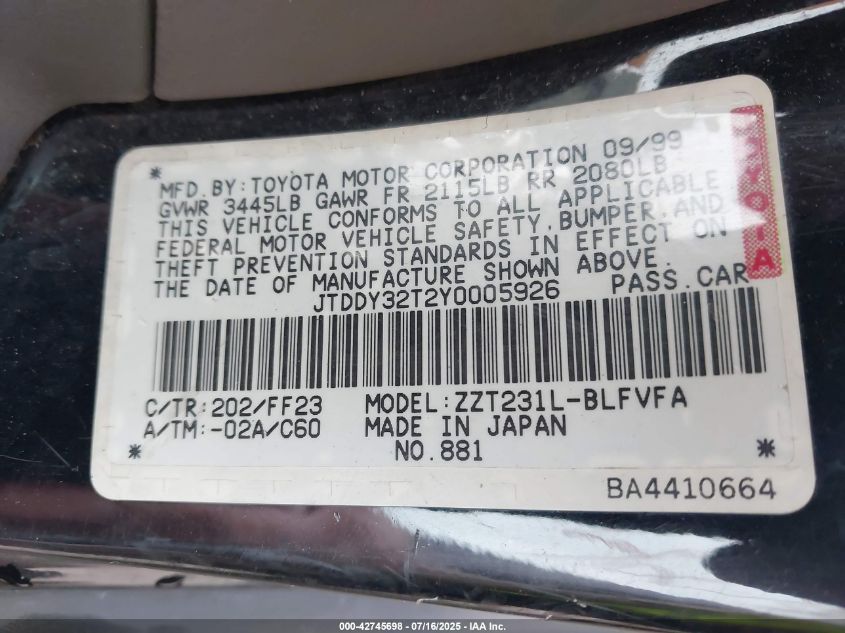 *
MFD.BY:TOYOTA MOTOR CORPORATION 09/99
GVWR 3445LB GAWR FR 2115LB RR 2080LB
THIS VEHICLE CONFORMS TO ALL APPLICABLE
FEDERAL MOTOR VEHICLE SAFETY,BUMPER,AND
THEFT PREVENTION STANDARDS IN EFFECT ON
THE DATE OF MANUFACTURE SHOWN ABOVE.
JTDDY32T2Y0005926 PASS.CAR
TOYOTA
C/TR:202/FF23 MODEL:ZZT231L-BLFVFA
A/TM:-02A/C60 MADE IN JAPAN
* NO.881 *
BA4410664
000-42745698 - 07/16/2025 - IAA Inc.